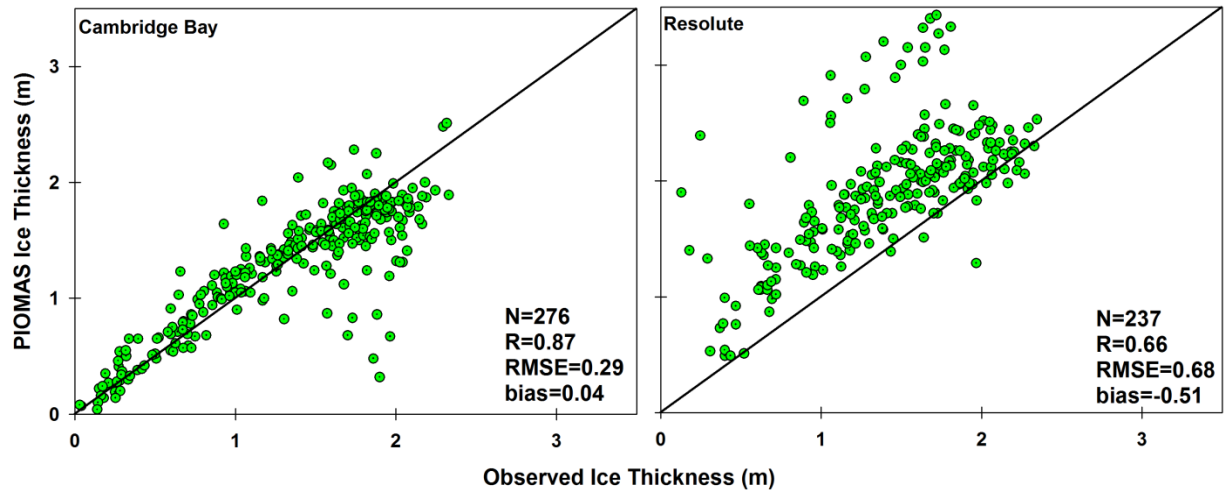 Cambridge Bay
Resolute
PIOMAS Ice Thickness (m)
3
2
1
0
N=276
R=0.87
RMSE=0.29
bias=0.04
N=237
R=0.66
RMSE=0.68
bias=-0.51
0 1 2 3
0 1 2 3
Observed Ice Thickness (m)